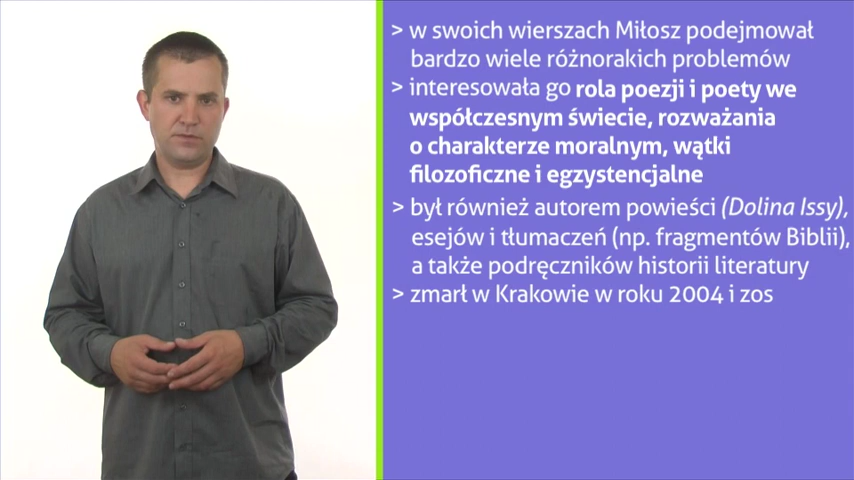 > w swoich wierszach Miłosz podejmował
bardzo wiele różnorakich problemów
> interesowała go rola poezji i poety we
współczesnym świecie, rozważania
o charakterze moralnym, wątki
filozoficzne i egzystencjalne
> był również autorem powieści (Dolina Issy),
esejów i tłumaczeń (np. fragmentów Biblii),
a także podręczników historii literatury
> zmarł w Krakowie w roku 2004 i zos